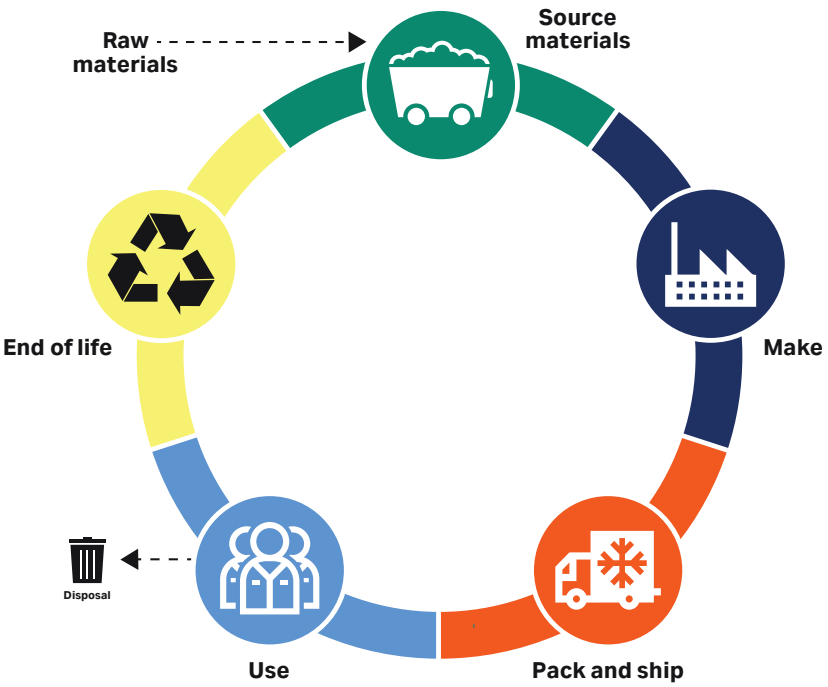 Raw
materials
Source
materials
End of life
Make
Disposal
Use
Pack and ship